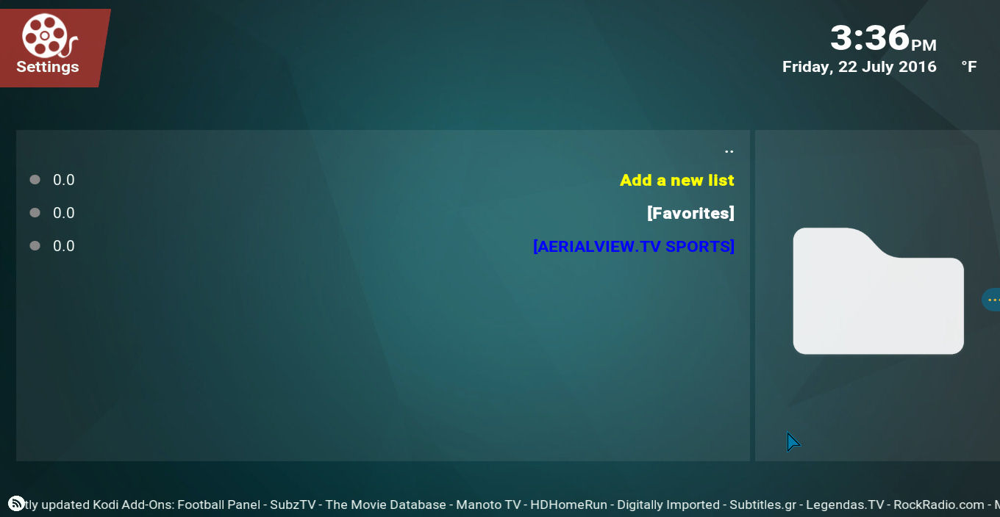 Settings
3:36 PM
Friday, 22 July 2016 °F
..
0.0 Add a new list
0.0 [Favorites]
0.0 [AERIALVIEW.TV SPORTS]
tly updated Kodi Add-Ons: Football Panel - SubzTV - The Movie Database - Manoto TV - HDHomeRun - Digitally Imported - Subtitles.gr - Legendas.TV - RockRadio.com -